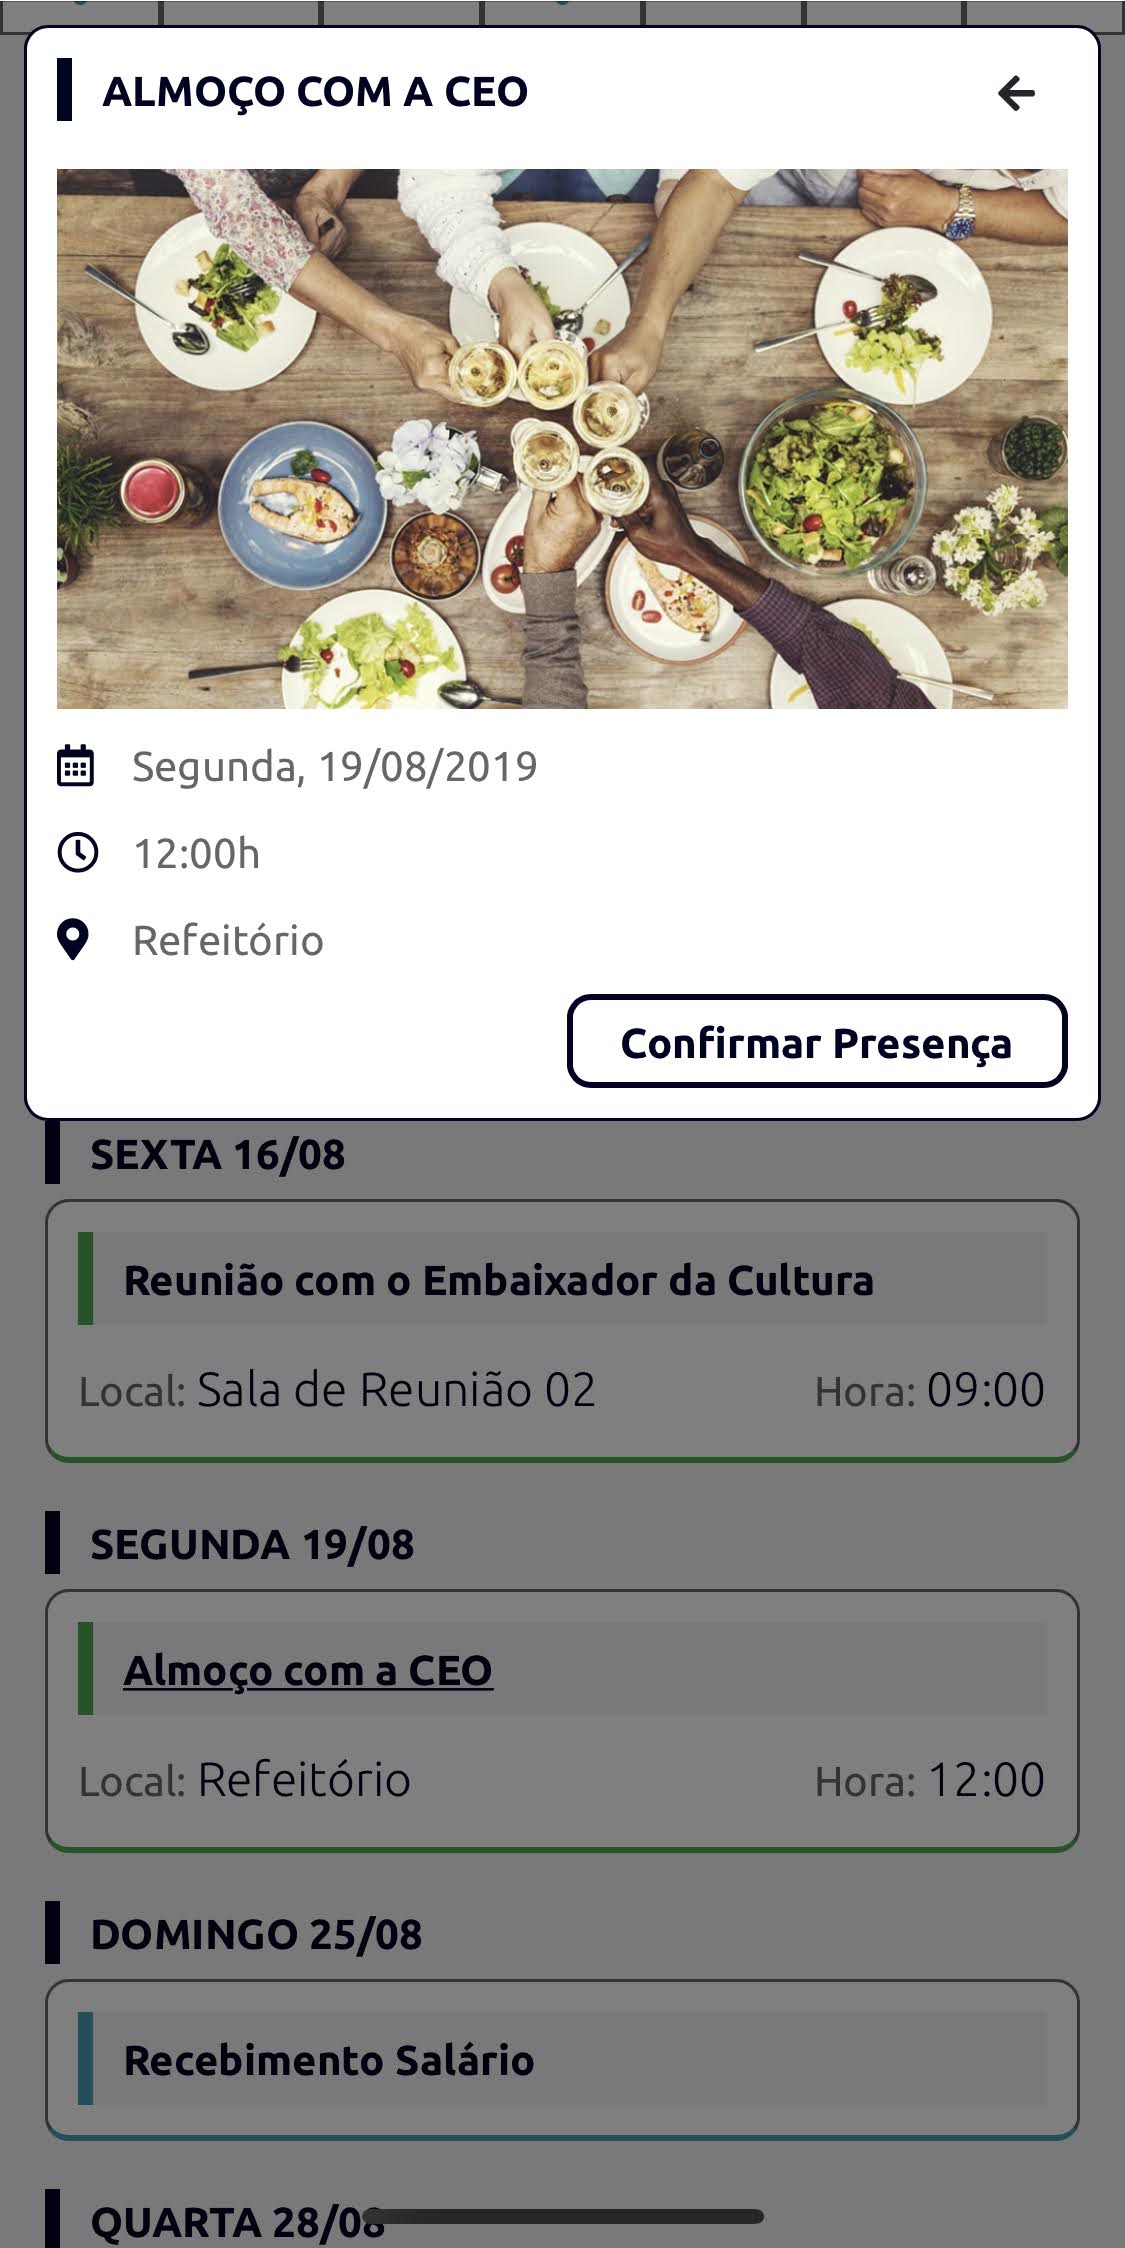 ALMOÇO COM A CEO
Segunda, 19/08/2019
12:00h
Refeitório
Confirmar Presença
SEXTA 16/08
Reunião com o Embaixador da Cultura
Local: Sala de Reunião 02 Hora: 09:00
SEGUNDA 19/08
Almoço com a CEO
Local: Refeitório Hora: 12:00
DOMINGO 25/08
Recebimento Salário
QUARTA 28/08